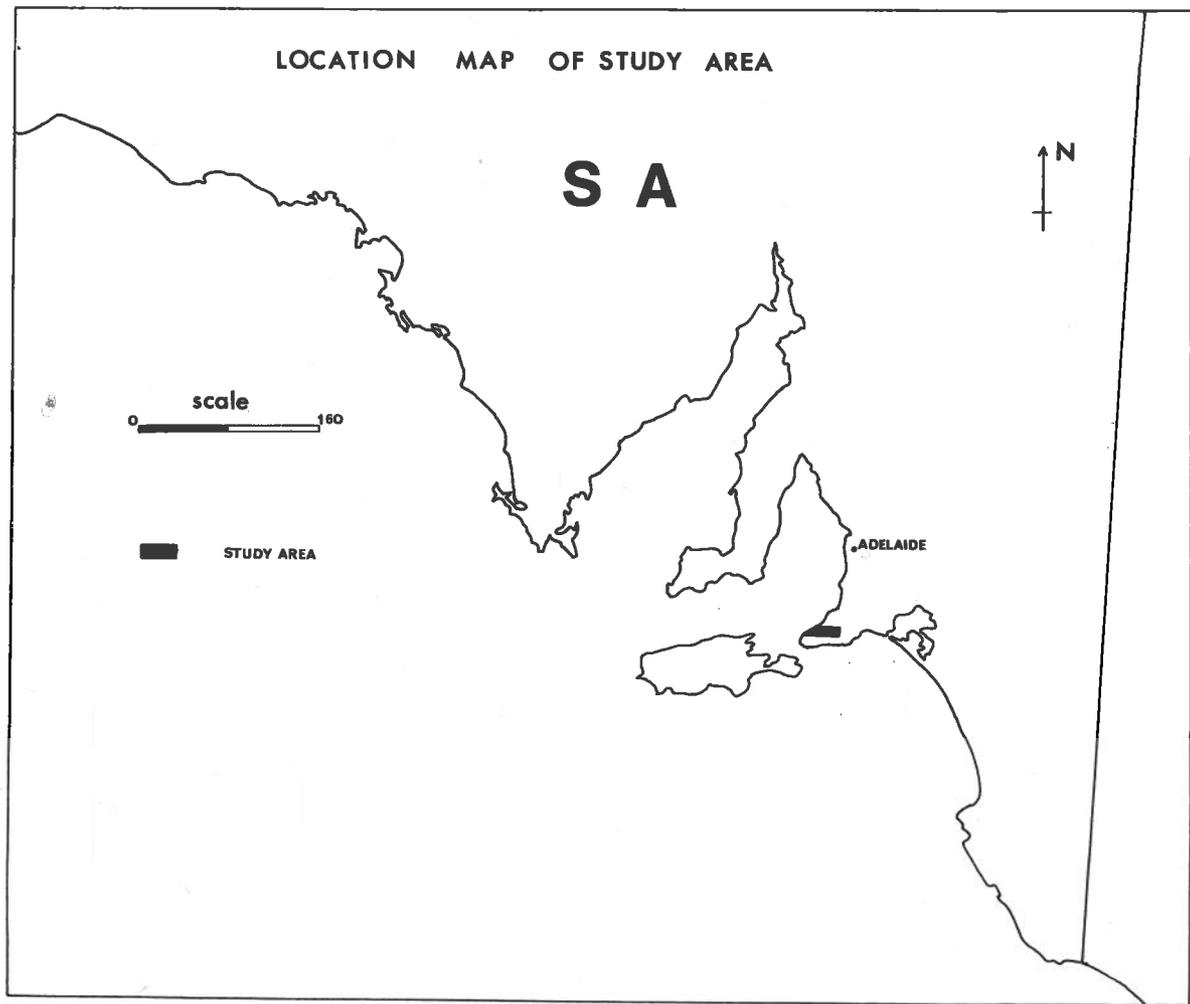 LOCATION MAP OF STUDY AREA
S A
N
scale
0 160
STUDY AREA
ADELAIDE